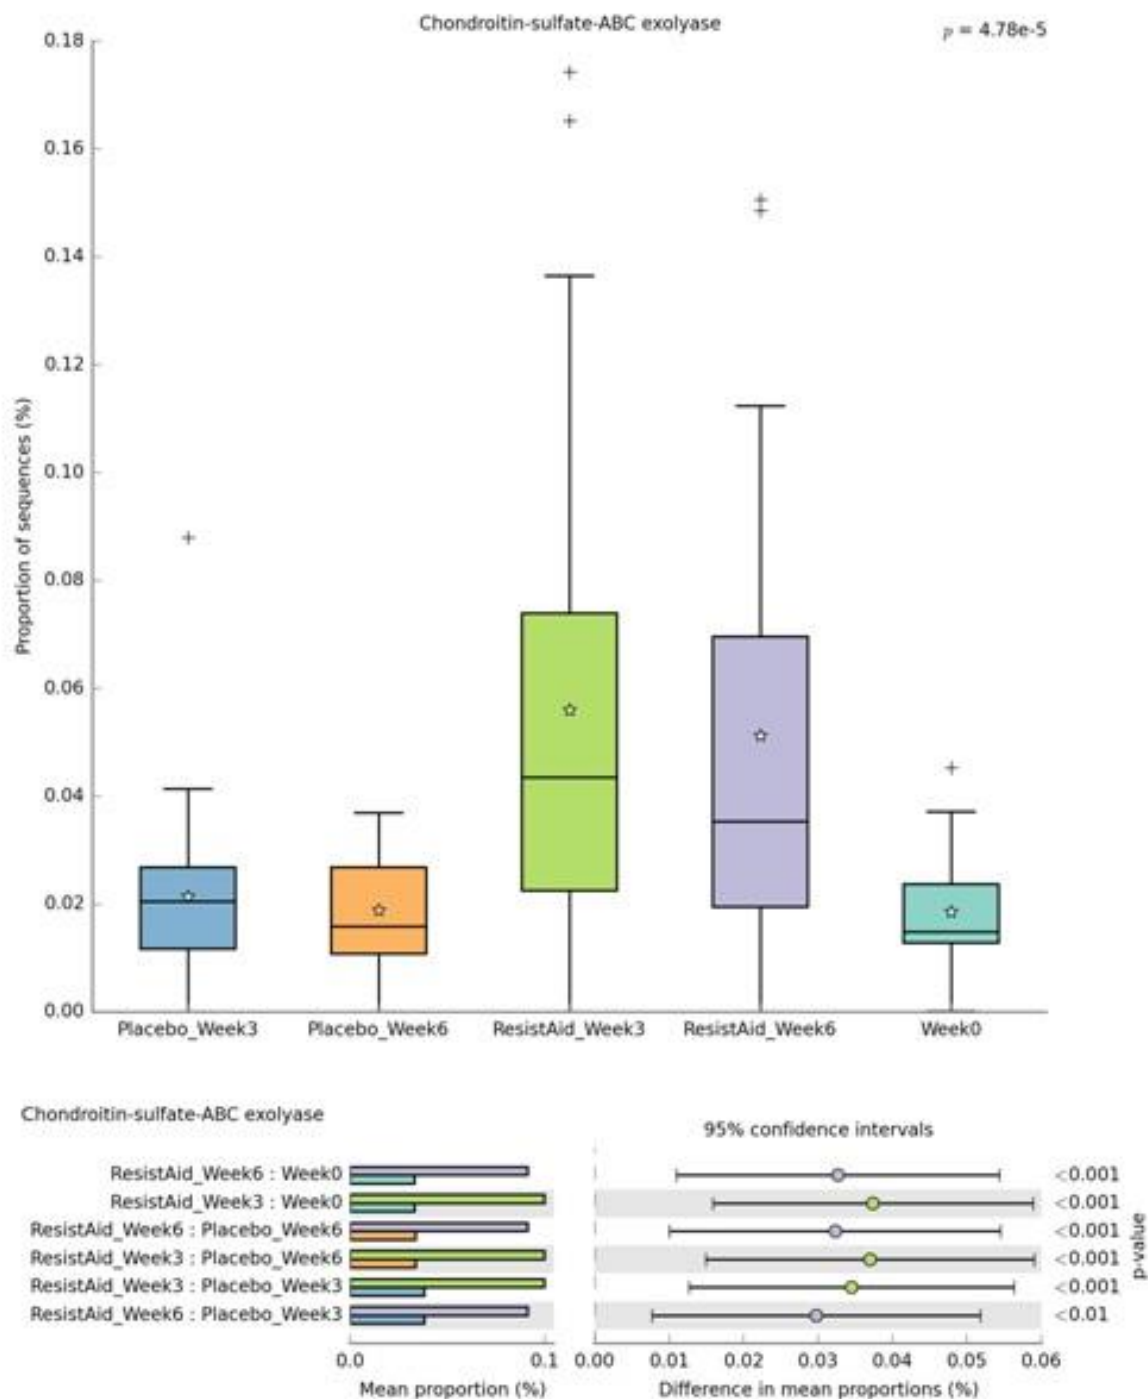 Chondroitin-sulfate-ABC exolyase
p = 4.78e-5
0.18
0.16
0.14
0.12
0.10
0.08
0.06
0.04
0.02
0.00
Proportion of sequences (%)
Placebo_Week3 Placebo_Week6 ResistAid_Week3 ResistAid_Week6 Week0
Chondroitin-sulfate-ABC exolyase
95% confidence intervals
ResistAid_Week6 : Week0 <0.001
ResistAid_Week3 : Week0 <0.001
ResistAid_Week6 : Placebo_Week6 <0.001
ResistAid_Week3 : Placebo_Week6 <0.001
ResistAid_Week3 : Placebo_Week3 <0.001
ResistAid_Week6 : Placebo_Week3 <0.01
p-value
0.0 0.1 0.00 0.01 0.02 0.03 0.04 0.05 0.06
Mean proportion (%) Difference in mean proportions (%)